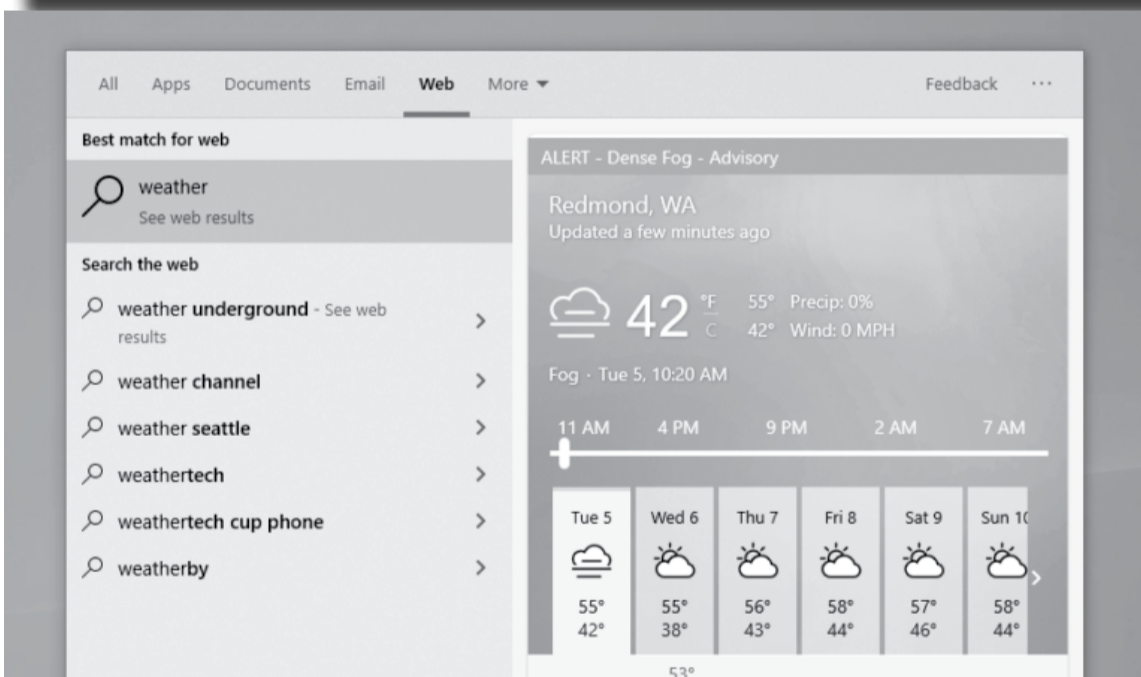 All Apps Documents Email Web More Feedback ...
Best match for web
weather
See web results
Search the web
weather underground - See web
results
weather channel
weather seattle
weathertech
weathertech cup phone
weatherby
ALERT - Dense Fog - Advisory
Redmond, WA
Updated a few minutes ago
42 °F 55° Precip: 0%
C 42° Wind: 0 MPH
Fog · Tue 5, 10:20 AM
11 AM 4 PM 9 PM 2 AM 7 AM
Tue 5 Wed 6 Thu 7 Fri 8 Sat 9 Sun 10
55° 55° 56° 58° 57° 58°
42° 38° 43° 44° 46° 44°
53°